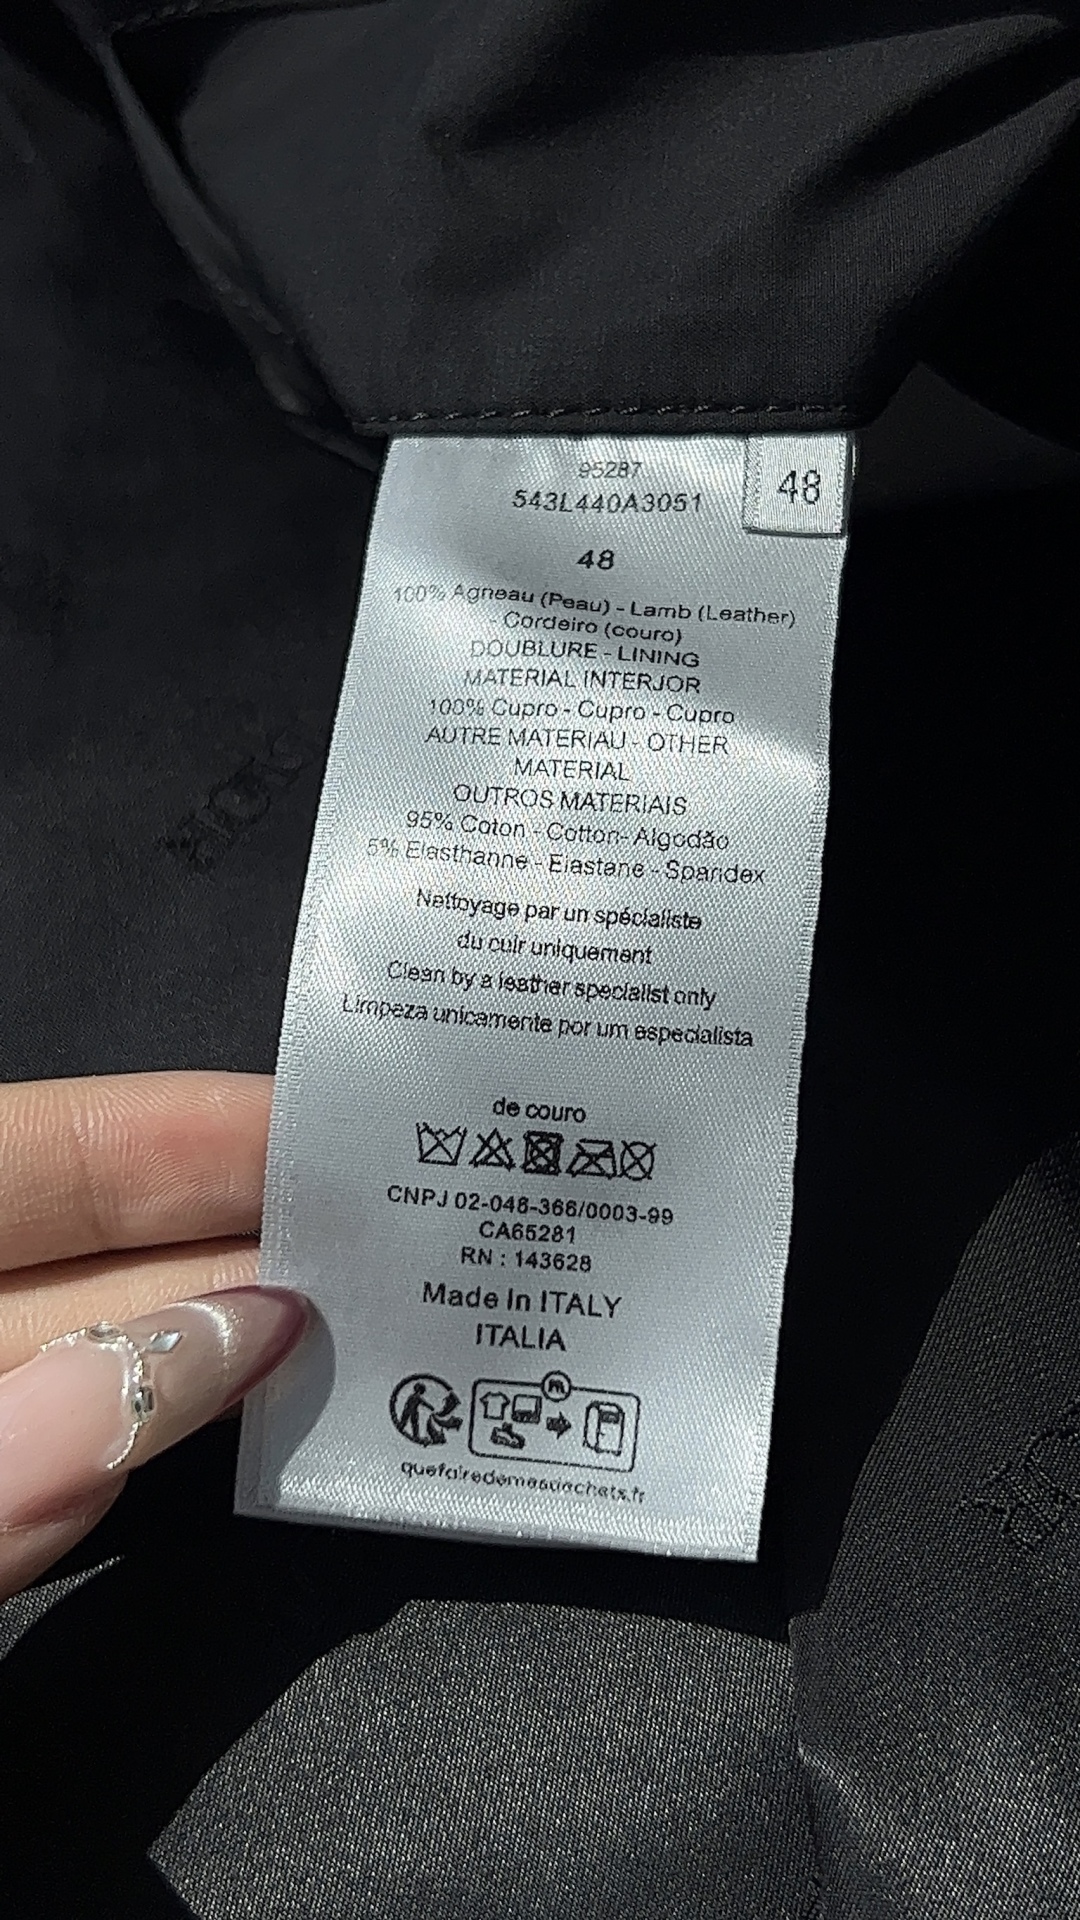 95287
543L440A3051
48
48
100% Agneau (Peau) - Lamb (Leather)
- Cordeiro (couro)
DOUBLURE - LINING
MATERIAL INTERJOR
100% Cupro - Cupro - Cupro
AUTRE MATERIAU - OTHER
MATERIAL
OUTROS MATERIAIS
95% Coton - Cotton- Algodão
5% Elasthanne - Elastane - Spandex
Nettoyage par un spécialiste
du cuir uniquement
Clean by a leather specialist only
Limpeza unicamente por um especialista
de couro
CNPJ 02-048-366/0003-99
CA65281
RN : 143628
Made In ITALY
ITALIA
quefairedemesdechets.fr